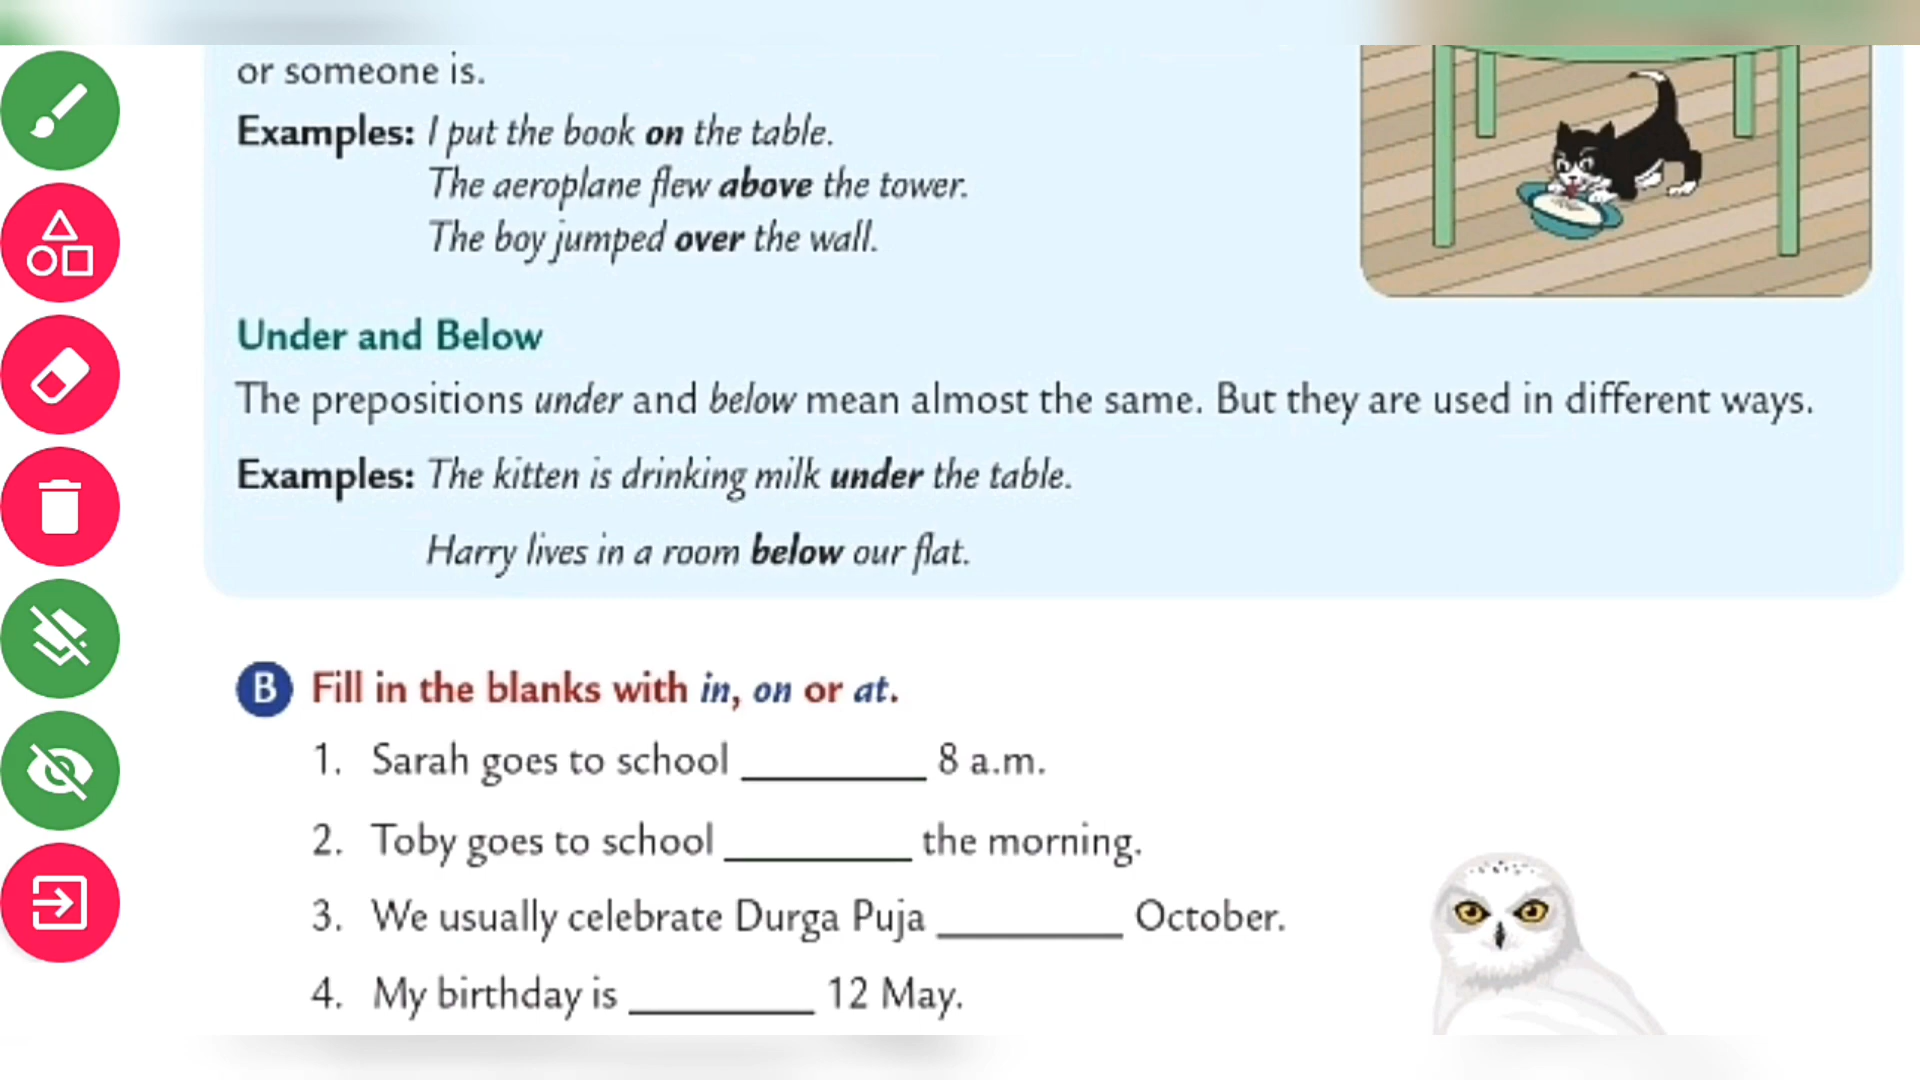 or someone is.
Examples: I put the book on the table.
The aeroplane flew above the tower.
The boy jumped over the wall.
Under and Below
The prepositions under and below mean almost the same. But they are used in different ways.
Examples: The kitten is drinking milk under the table.
Harry lives in a room below our flat.
B Fill in the blanks with in, on or at.
1. Sarah goes to school __________ 8 a.m.
2. Toby goes to school __________ the morning.
3. We usually celebrate Durga Puja __________ October.
4. My birthday is __________ 12 May.